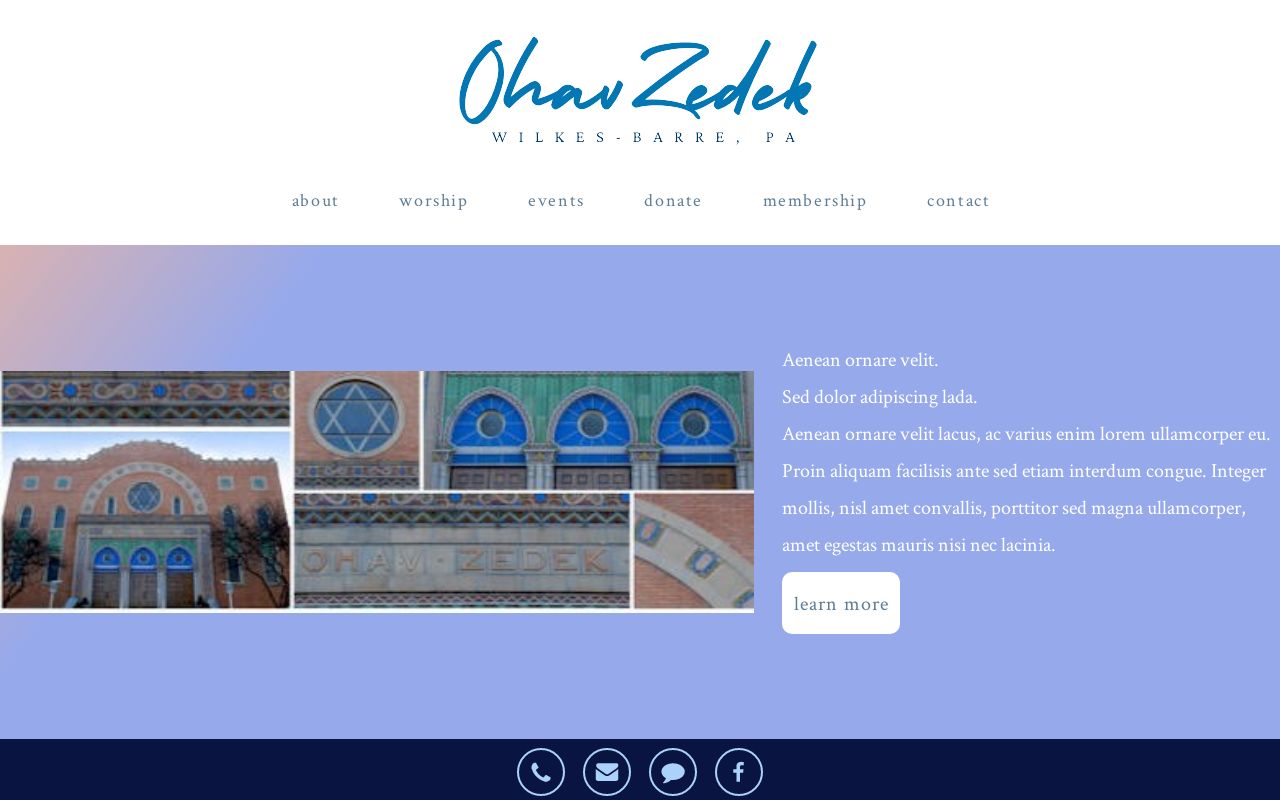 Ohav Zedek
WILKES-BARRE, PA
about worship events donate membership contact
Aenean ornare velit.
Sed dolor adipiscing lada.
Aenean ornare velit lacus, ac varius enim lorem ullamcorper eu.
Proin aliquam facilisis ante sed etiam interdum congue. Integer
mollis, nisl amet convallis, porttitor sed magna ullamcorper,
amet egestas mauris nisi nec lacinia.
OHAV · ZEDEK
learn more